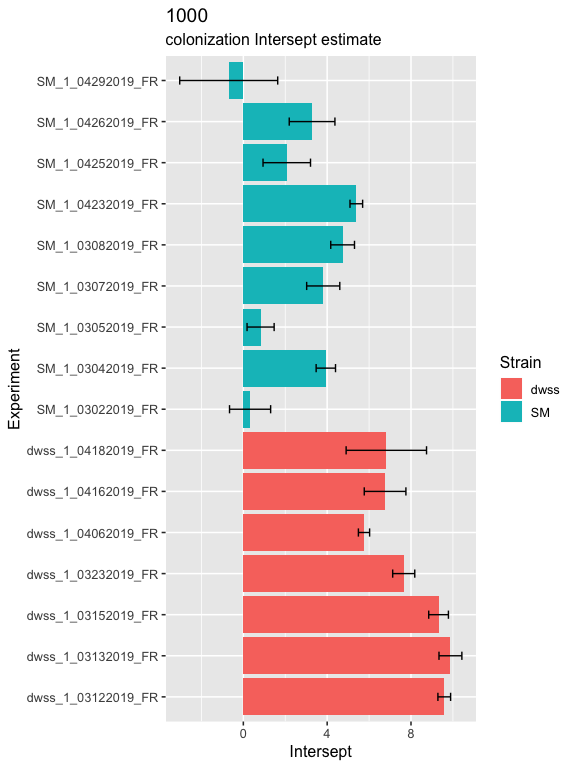 1000
colonization Intersept estimate
SM_1_04292019_FR
SM_1_04262019_FR
SM_1_04252019_FR
SM_1_04232019_FR
SM_1_03082019_FR
SM_1_03072019_FR
SM_1_03052019_FR
SM_1_03042019_FR
SM_1_03022019_FR
dwss_1_04182019_FR
dwss_1_04162019_FR
dwss_1_04062019_FR
dwss_1_03232019_FR
dwss_1_03152019_FR
dwss_1_03132019_FR
dwss_1_03122019_FR
Experiment
0 4 8
Intersept
Strain
dwss
SM